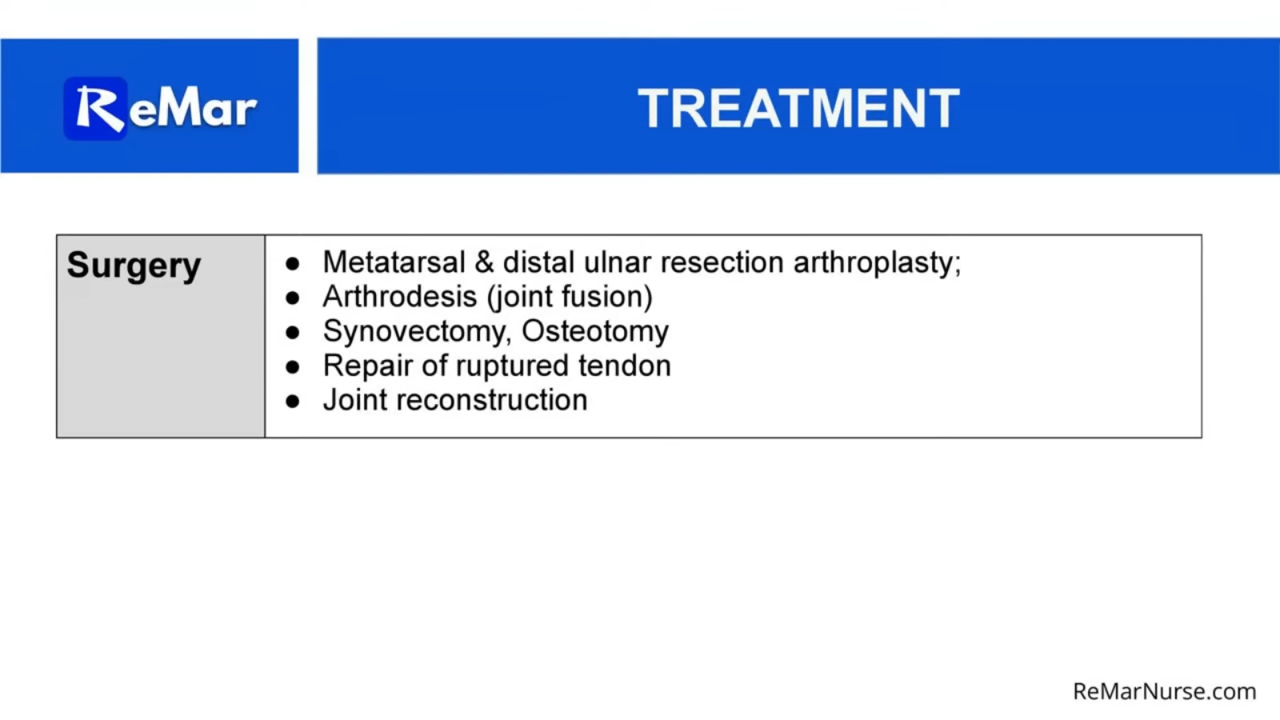 ReMar
TREATMENT
Surgery
● Metatarsal & distal ulnar resection arthroplasty;
● Arthrodesis (joint fusion)
● Synovectomy, Osteotomy
● Repair of ruptured tendon
● Joint reconstruction
ReMarNurse.com